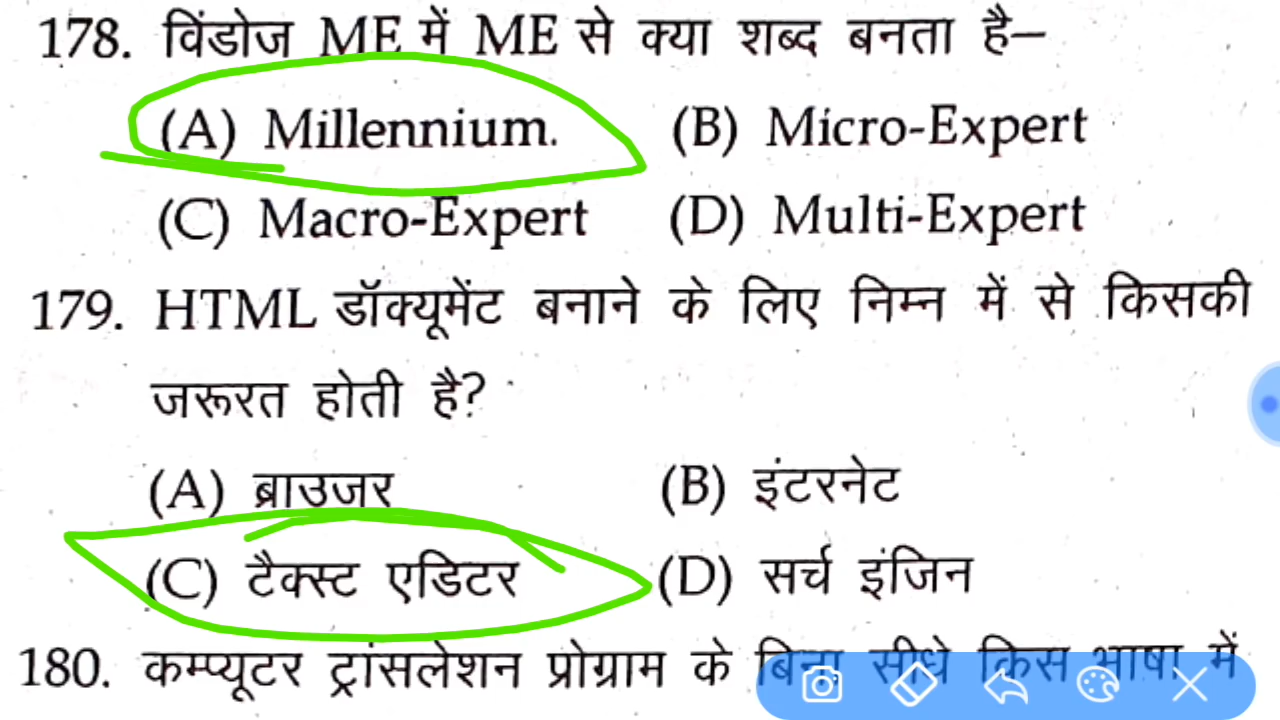 178. विंडोज ME में ME से क्या शब्द बनता है–
(A) Millennium. (B) Micro-Expert
(C) Macro-Expert (D) Multi-Expert
179. HTML डॉक्यूमेंट बनाने के लिए निम्न में से किसकी
जरूरत होती है?
(A) ब्राउजर (B) इंटरनेट
(C) टैक्स्ट एडिटर (D) सर्च इंजिन
180. कम्प्यूटर ट्रांसलेशन प्रोग्राम के बिना सीधे किस भाषा में